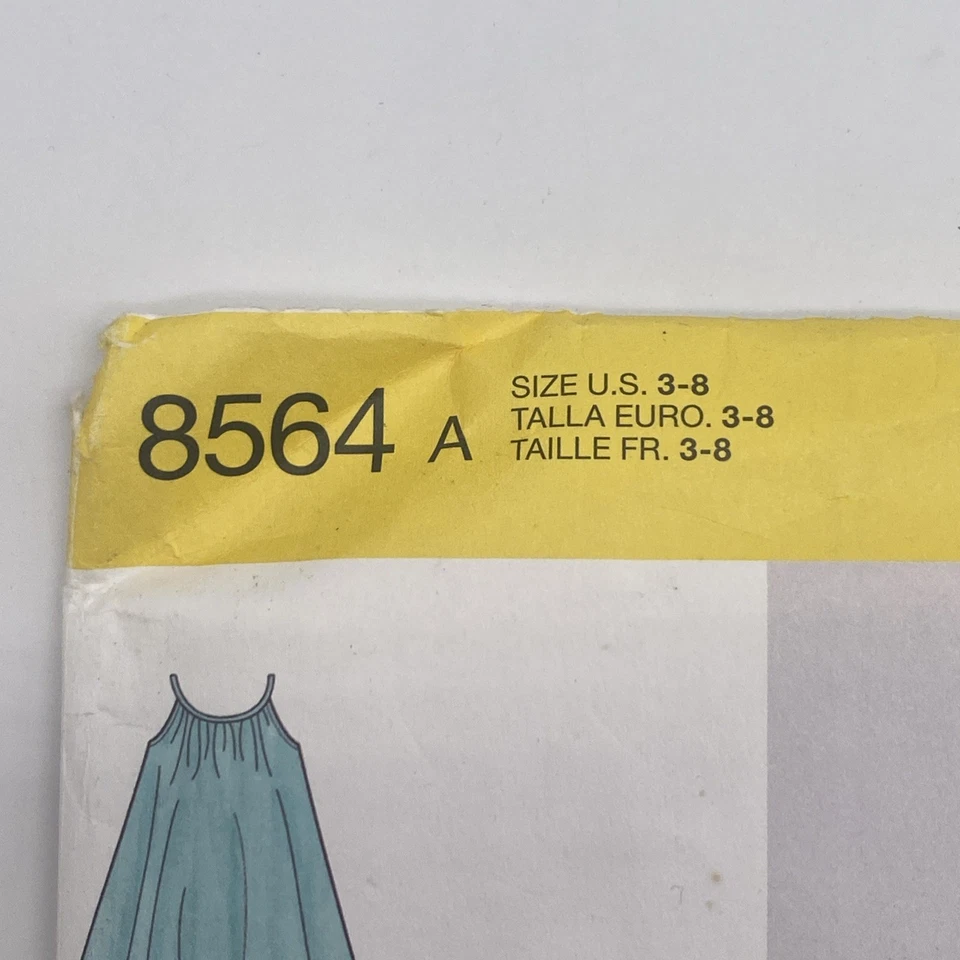 8564 A
SIZE U.S. 3-8
TALLA EURO. 3-8
TAILLE FR. 3-8